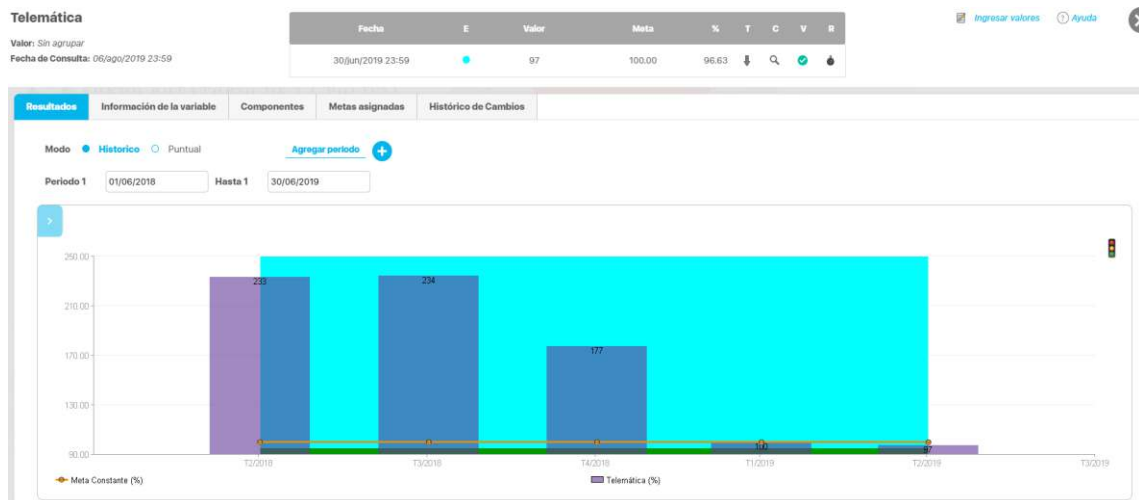 Telemática
Valor: Sin agrupar
Fecha de Consulta: 06/ago/2019 23:59
Fecha E Valor Meta % T C V R
30/jun/2019 23:59 97 100.00 96.63
Ingresar valores ? Ayuda
Resultados Información de la variable Componentes Metas asignadas Histórico de Cambios
Modo Historico Puntual Agregar periodo
Periodo 1 01/06/2018 Hasta 1 30/06/2019
250.00
233 234
210.00
177
170.00
130.00
100 97
90.00
T2/2018 T3/2018 T4/2018 T1/2019 T2/2019 T3/2019
Meta Constante (%) Telemática (%)